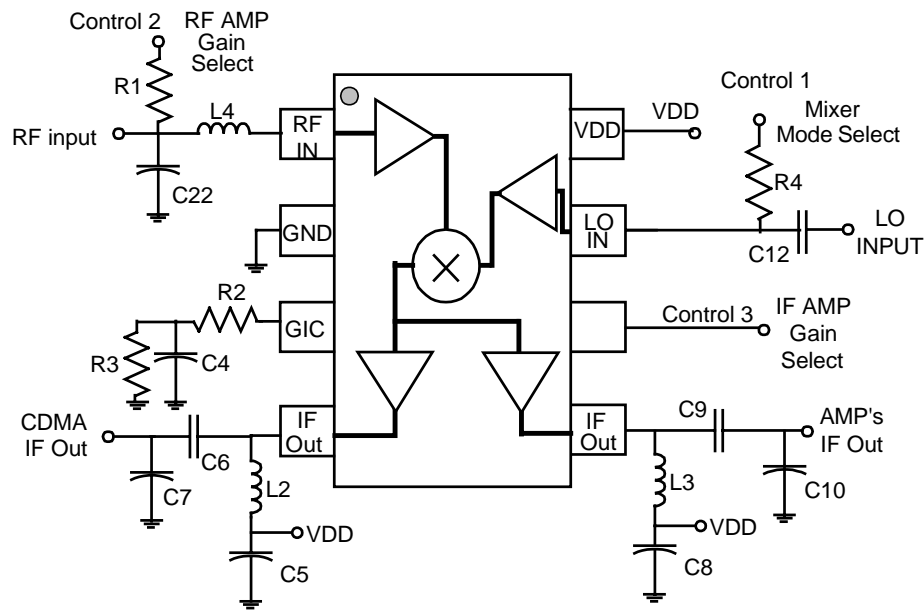 Control 2
RF AMP
Gain
Select
R1
L4
RF input
C22
RF
IN
VDD
VDD
Control 1
Mixer
Mode Select
R4
GND
LO
IN
C12
LO
INPUT
R2
GIC
R3
C4
Control 3
IF AMP
Gain
Select
CDMA
IF Out
C6
C7
L2
IF
Out
VDD
C5
IF
Out
C9
AMP's
IF Out
L3
C10
VDD
C8